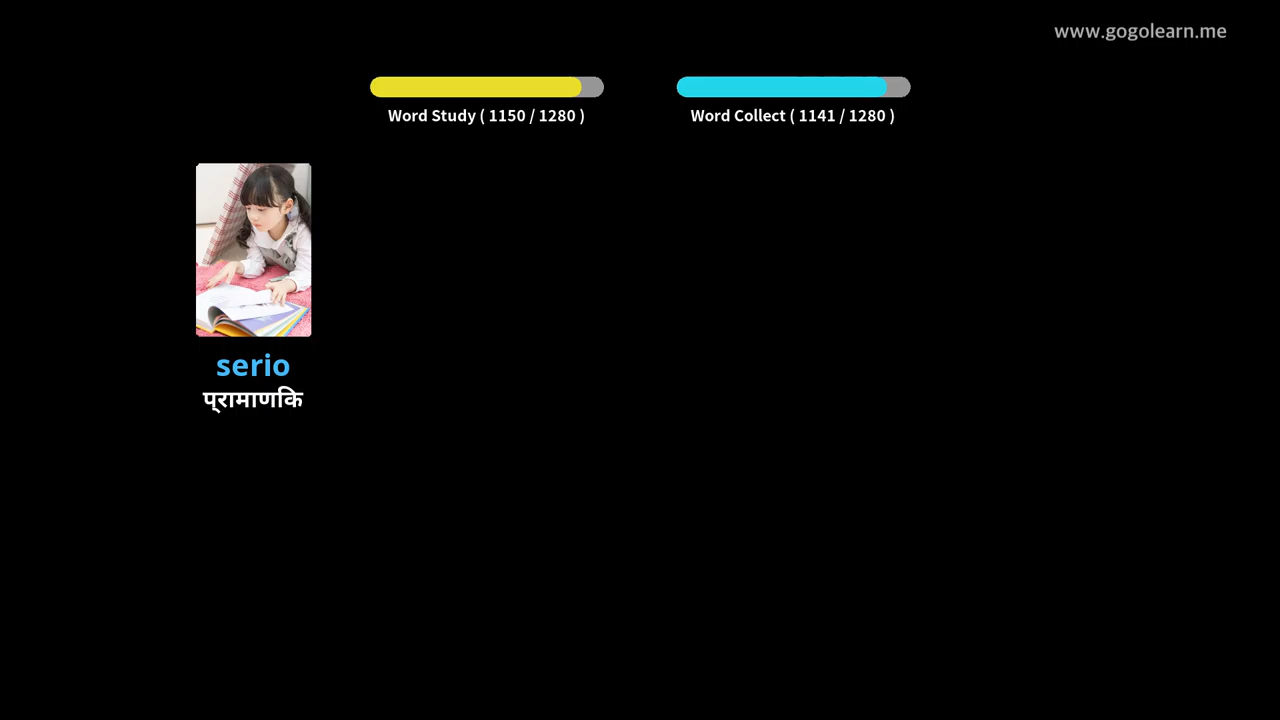 www.gogolearn.me
Word Study ( 1150 / 1280 )
Word Collect ( 1141 / 1280 )
serio
प्रामाणकि